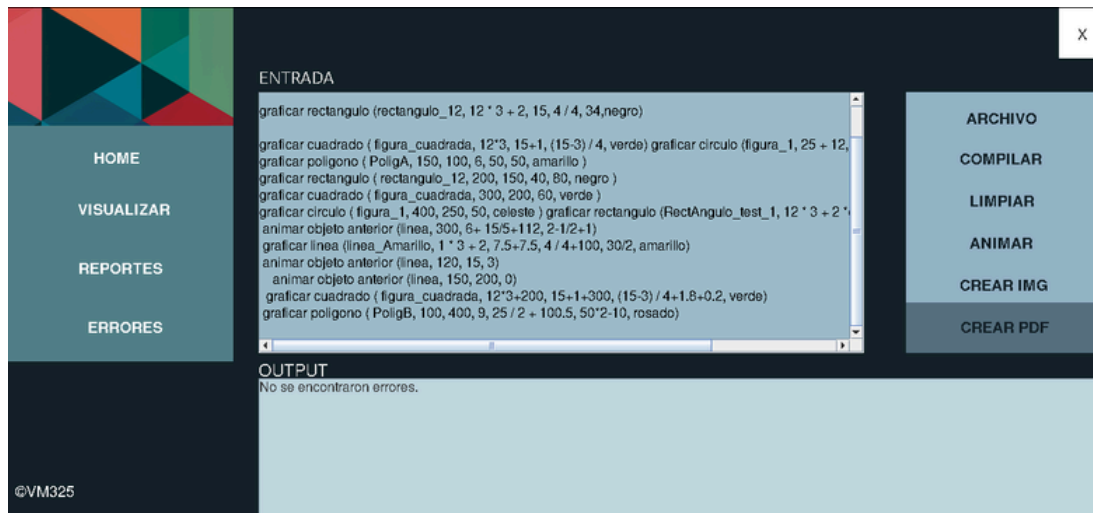 X
ENTRADA
graficar rectangulo (rectangulo_12, 12 * 3 + 2, 15, 4 / 4, 34,negro)
graficar cuadrado ( figura_cuadrada, 12*3, 15+1, (15-3) / 4, verde) graficar circulo (figura_1, 25 + 12,
graficar poligono ( PoligA, 150, 100, 6, 50, 50, amarillo )
graficar rectangulo ( rectangulo_12, 200, 150, 40, 80, negro )
graficar cuadrado ( figura_cuadrada, 300, 200, 60, verde )
graficar circulo ( figura_1, 400, 250, 50, celeste ) graficar rectangulo (RectAngulo_test_1, 12 * 3 + 2 *
animar objeto anterior (linea, 300, 6+ 15/5+112, 2-1/2+1)
graficar linea (linea_Amarillo, 1 * 3 + 2, 7.5+7.5, 4 / 4+100, 30/2, amarillo)
animar objeto anterior (linea, 120, 15, 3)
animar objeto anterior (linea, 150, 200, 0)
graficar cuadrado ( figura_cuadrada, 12*3+200, 15+1+300, (15-3) / 4+1.8+0.2, verde)
graficar poligono ( PoligB, 100, 400, 9, 25 / 2 + 100.5, 50*2-10, rosado)
HOME
VISUALIZAR
REPORTES
ERRORES
ARCHIVO
COMPILAR
LIMPIAR
ANIMAR
CREAR IMG
CREAR PDF
OUTPUT
No se encontraron errores.
©VM325